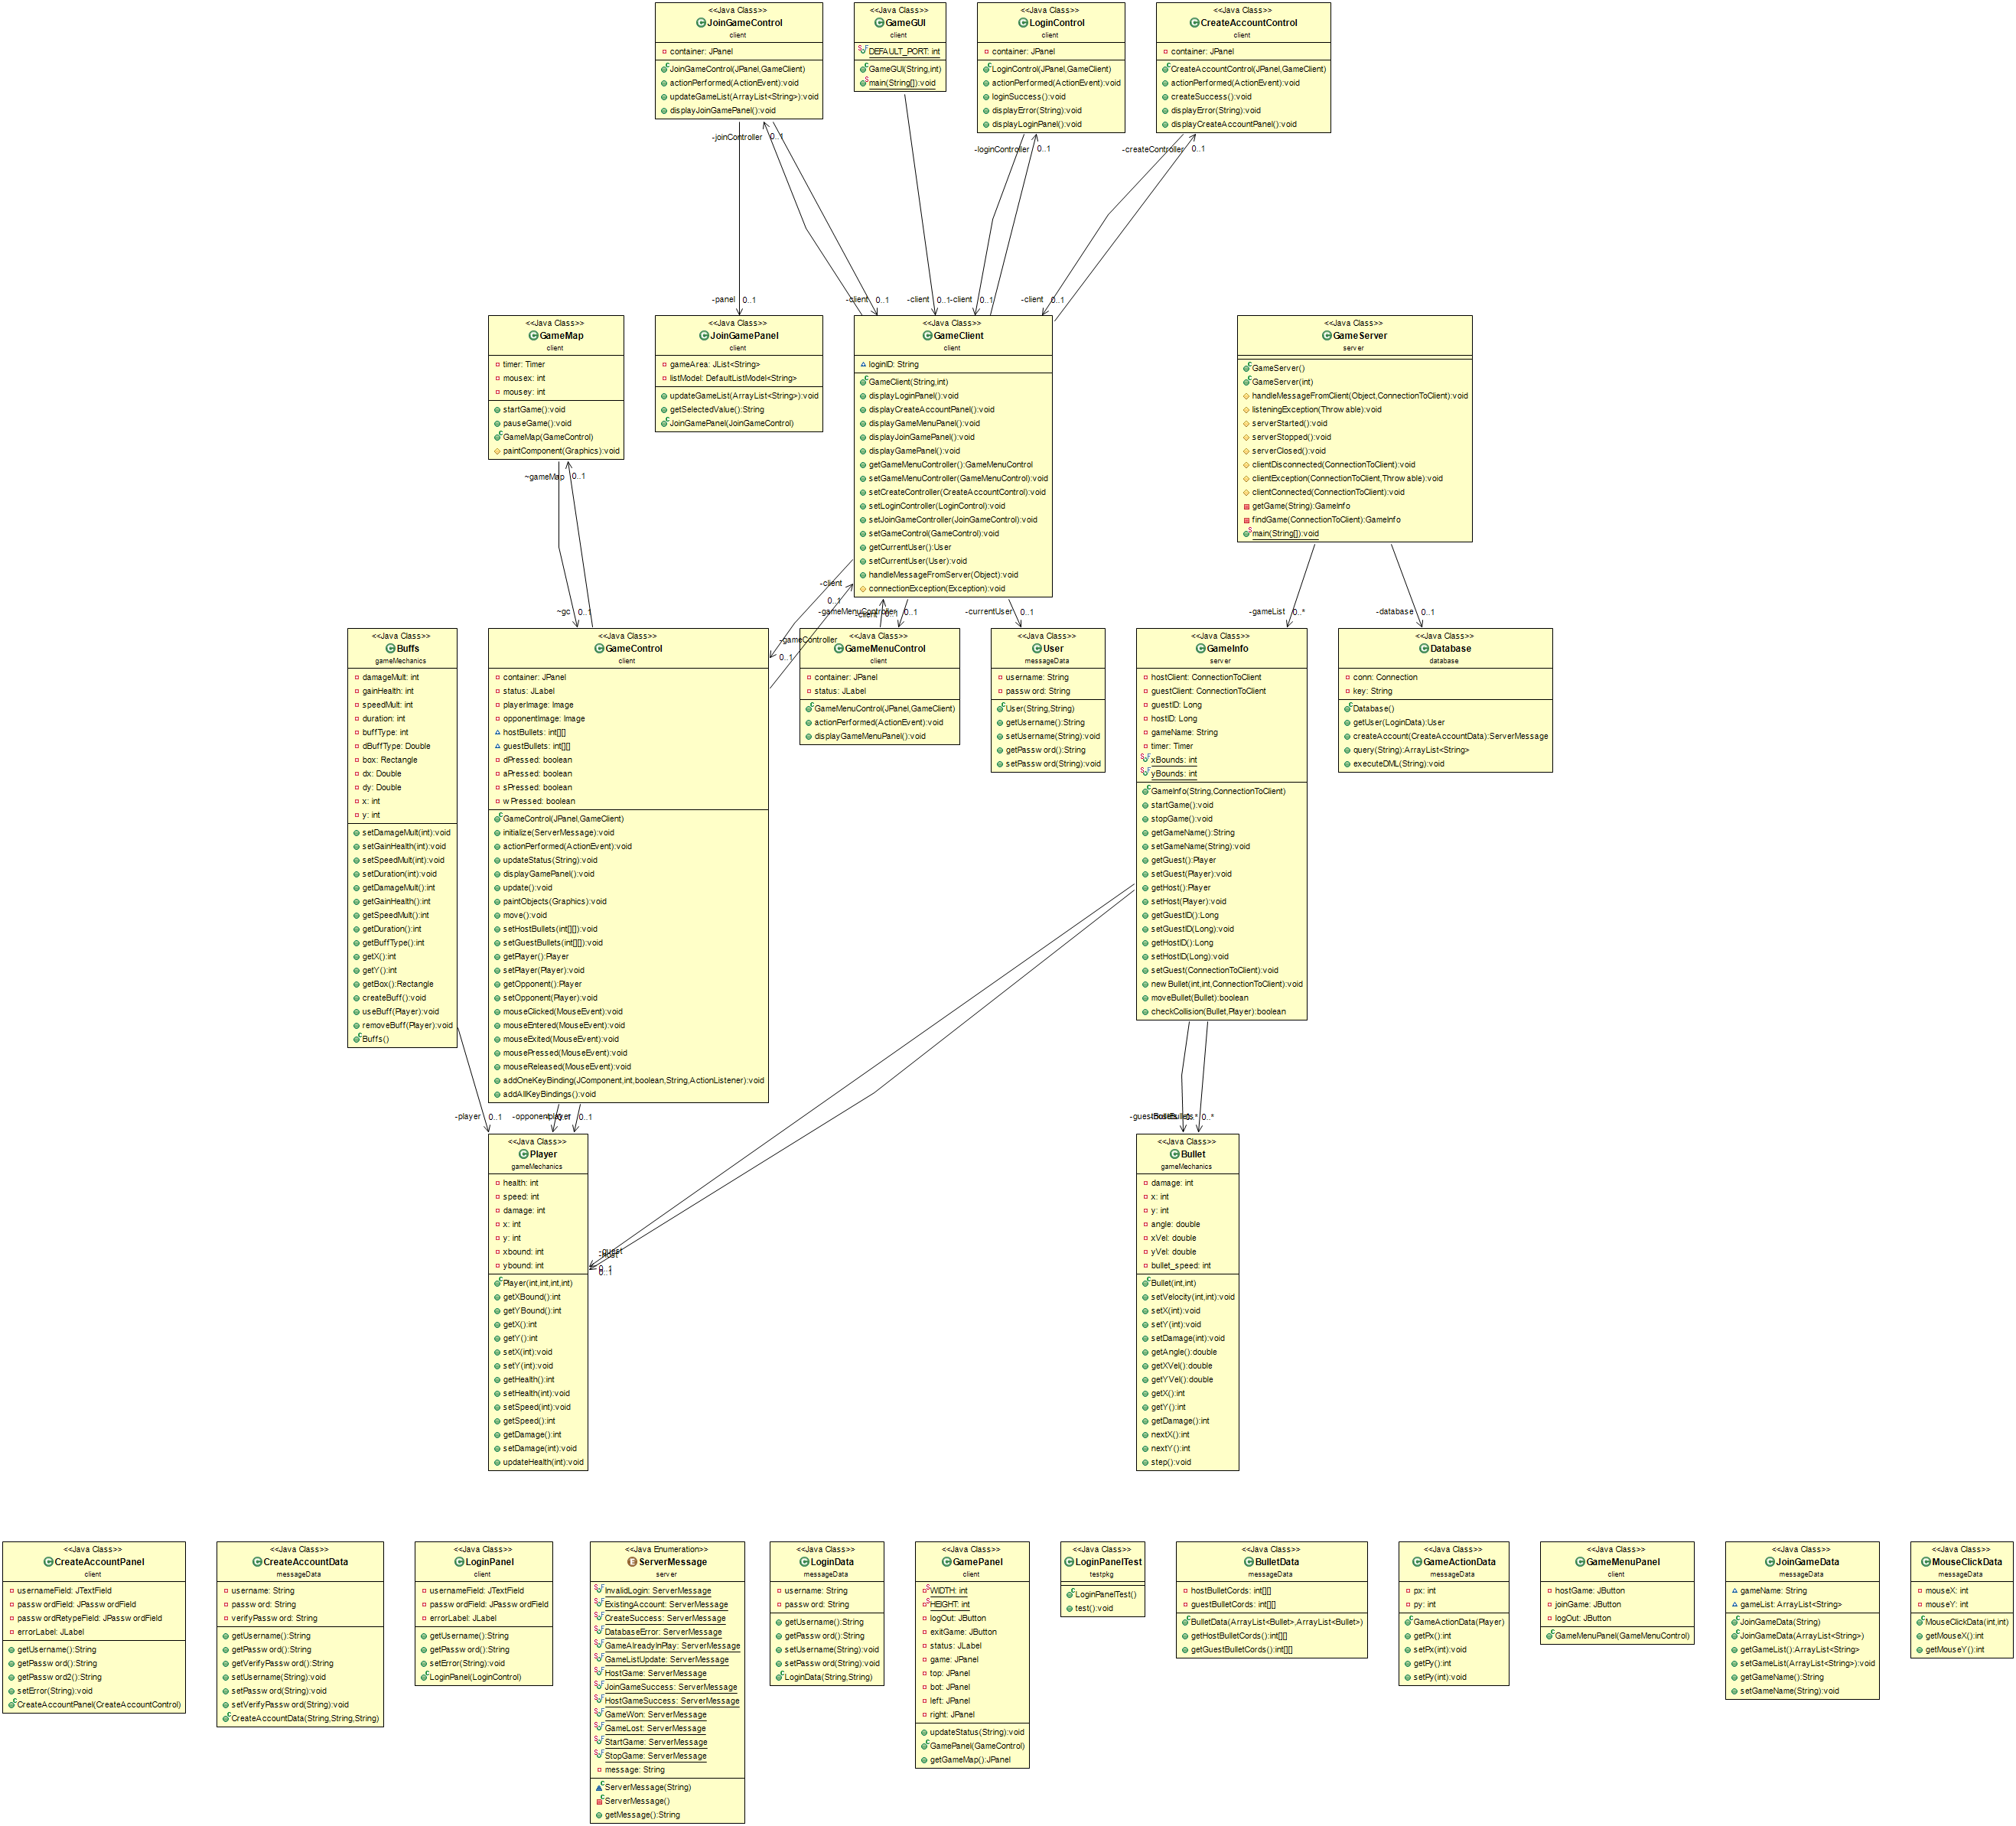 <<Java Class>>
JoinGameControl
client
container: JPanel
JoinGameControl(JPanel,GameClient)
actionPerformed(ActionEvent):void
updateGameList(ArrayList<String>):void
displayJoinGamePanel():void
<<Java Class>>
GameGUI
client
DEFAULT_PORT: int
GameGUI(String,int)
main(String[]):void
<<Java Class>>
LoginControl
client
container: JPanel
LoginControl(JPanel,GameClient)
actionPerformed(ActionEvent):void
loginSuccess():void
displayError(String):void
displayLoginPanel():void
<<Java Class>>
CreateAccountControl
client
container: JPanel
CreateAccountControl(JPanel,GameClient)
actionPerformed(ActionEvent):void
createSuccess():void
displayError(String):void
displayCreateAccountPanel():void
-joinController 0..1
-loginController 0..1
-createController 0..1
-panel 0..1
-client 0..1
-client 0..1
-client 0..1
-client 0..1
<<Java Class>>
GameMap
client
timer: Timer
mousex: int
mousey: int
startGame():void
pauseGame():void
GameMap(GameControl)
paintComponent(Graphics):void
<<Java Class>>
JoinGamePanel
client
gameArea: JList<String>
listModel: DefaultListModel<String>
updateGameList(ArrayList<String>):void
getSelectedValue():String
JoinGamePanel(JoinGameControl)
<<Java Class>>
GameClient
client
loginID: String
GameClient(String,int)
displayLoginPanel():void
displayCreateAccountPanel():void
displayGameMenuPanel():void
displayJoinGamePanel():void
displayGamePanel():void
getGameMenuController():GameMenuControl
setGameMenuController(GameMenuControl):void
setCreateController(CreateAccountControl):void
setLoginController(LoginControl):void
setJoinGameController(JoinGameControl):void
setGameControl(GameControl):void
getCurrentUser():User
setCurrentUser(User):void
handleMessageFromServer(Object):void
connectionException(Exception):void
<<Java Class>>
GameServer
server
GameServer()
GameServer(int)
handleMessageFromClient(Object,ConnectionToClient):void
listeningException(Throwable):void
serverStarted():void
serverStopped():void
serverClosed():void
clientDisconnected(ConnectionToClient):void
clientException(ConnectionToClient,Throwable):void
clientConnected(ConnectionToClient):void
getGame(String):GameInfo
findGame(ConnectionToClient):GameInfo
main(String[]):void
~gameMap 0..1
~gc 0..1
-client 0..1
-gameController 0..1
-gameMenuController 0..1
-client 0..1
-currentUser 0..1
-gameList 0..*
-database 0..1
<<Java Class>>
Buffs
gameMechanics
damageMult: int
gainHealth: int
speedMult: int
duration: int
buffType: int
dBuffType: Double
box: Rectangle
dx: Double
dy: Double
x: int
y: int
setDamageMult(int):void
setGainHealth(int):void
setSpeedMult(int):void
setDuration(int):void
getDamageMult():int
getGainHealth():int
getSpeedMult():int
getDuration():int
getBuffType():int
getX():int
getY():int
getBox():Rectangle
createBuff():void
useBuff(Player):void
removeBuff(Player):void
Buffs()
<<Java Class>>
GameControl
client
container: JPanel
status: JLabel
playerImage: Image
opponentImage: Image
hostBullets: int[][]
guestBullets: int[][]
dPressed: boolean
aPressed: boolean
sPressed: boolean
wPressed: boolean
GameControl(JPanel,GameClient)
initialize(ServerMessage):void
actionPerformed(ActionEvent):void
updateStatus(String):void
displayGamePanel():void
update():void
paintObjects(Graphics):void
move():void
setHostBullets(int[][]):void
setGuestBullets(int[][]):void
getPlayer():Player
setPlayer(Player):void
getOpponent():Player
setOpponent(Player):void
mouseClicked(MouseEvent):void
mouseEntered(MouseEvent):void
mouseExited(MouseEvent):void
mousePressed(MouseEvent):void
mouseReleased(MouseEvent):void
addOneKeyBinding(JComponent,int,boolean,String,ActionListener):void
addAllKeyBindings():void
<<Java Class>>
GameMenuControl
client
container: JPanel
status: JLabel
GameMenuControl(JPanel,GameClient)
actionPerformed(ActionEvent):void
displayGameMenuPanel():void
<<Java Class>>
User
messageData
username: String
password: String
User(String,String)
getUsername():String
setUsername(String):void
getPassword():String
setPassword(String):void
<<Java Class>>
GameInfo
server
hostClient: ConnectionToClient
guestClient: ConnectionToClient
guestID: Long
hostID: Long
gameName: String
timer: Timer
xBounds: int
yBounds: int
GameInfo(String,ConnectionToClient)
startGame():void
stopGame():void
getGameName():String
setGameName(String):void
getGuest():Player
setGuest(Player):void
getHost():Player
setHost(Player):void
getGuestID():Long
setGuestID(Long):void
getHostID():Long
setHostID(Long):void
setGuest(ConnectionToClient):void
newBullet(int,int,ConnectionToClient):void
moveBullet(Bullet):boolean
checkCollision(Bullet,Player):boolean
<<Java Class>>
Database
database
conn: Connection
key: String
Database()
getUser(LoginData):User
createAccount(CreateAccountData):ServerMessage
query(String):ArrayList<String>
executeDML(String):void
-player 0..1
-opponent
0..1
0..*
<<Java Class>>
Player
gameMechanics
health: int
speed: int
damage: int
x: int
y: int
xbound: int
ybound: int
Player(int,int,int,int)
getXBound():int
getYBound():int
getX():int
getY():int
setX(int):void
setY(int):void
getHealth():int
setHealth(int):void
setSpeed(int):void
getSpeed():int
getDamage():int
setDamage(int):void
updateHealth(int):void
-guest
0..1
<<Java Class>>
Bullet
gameMechanics
damage: int
x: int
y: int
angle: double
xVel: double
yVel: double
bullet_speed: int
Bullet(int,int)
setVelocity(int,int):void
setX(int):void
setY(int):void
setDamage(int):void
getAngle():double
getXVel():double
getYVel():double
getX():int
getY():int
getDamage():int
nextX():int
nextY():int
step():void
<<Java Class>>
CreateAccountPanel
client
usernameField: JTextField
passwordField: JPasswordField
passwordRetypeField: JPasswordField
errorLabel: JLabel
getUsername():String
getPassword():String
getPassword2():String
setError(String):void
CreateAccountPanel(CreateAccountControl)
<<Java Class>>
CreateAccountData
messageData
username: String
password: String
verifyPassword: String
getUsername():String
getPassword():String
getVerifyPassword():String
setUsername(String):void
setPassword(String):void
setVerifyPassword(String):void
CreateAccountData(String,String,String)
<<Java Class>>
LoginPanel
client
usernameField: JTextField
passwordField: JPasswordField
errorLabel: JLabel
getUsername():String
getPassword():String
setError(String):void
LoginPanel(LoginControl)
<<Java Enumeration>>
ServerMessage
server
InvalidLogin: ServerMessage
ExistingAccount: ServerMessage
CreateSuccess: ServerMessage
DatabaseError: ServerMessage
GameAlreadyInPlay: ServerMessage
GameListUpdate: ServerMessage
HostGame: ServerMessage
JoinGameSuccess: ServerMessage
HostGameSuccess: ServerMessage
GameWon: ServerMessage
GameLost: ServerMessage
StartGame: ServerMessage
StopGame: ServerMessage
message: String
ServerMessage(String)
ServerMessage()
getMessage():String
<<Java Class>>
LoginData
messageData
username: String
password: String
getUsername():String
getPassword():String
setUsername(String):void
setPassword(String):void
LoginData(String,String)
<<Java Class>>
GamePanel
client
WIDTH: int
HEIGHT: int
logOut: JButton
exitGame: JButton
status: JLabel
game: JPanel
top: JPanel
bot: JPanel
left: JPanel
right: JPanel
updateStatus(String):void
GamePanel(GameControl)
getGameMap():JPanel
<<Java Class>>
LoginPanelTest
testpkg
LoginPanelTest()
test():void
<<Java Class>>
BulletData
messageData
hostBulletCords: int[][]
guestBulletCords: int[][]
BulletData(ArrayList<Bullet>,ArrayList<Bullet>)
getHostBulletCords():int[][]
getGuestBulletCords():int[][]
<<Java Class>>
GameActionData
messageData
px: int
py: int
GameActionData(Player)
getPx():int
setPx(int):void
getPy():int
setPy(int):void
<<Java Class>>
GameMenuPanel
client
hostGame: JButton
joinGame: JButton
logOut: JButton
GameMenuPanel(GameMenuControl)
<<Java Class>>
JoinGameData
messageData
gameName: String
gameList: ArrayList<String>
JoinGameData(String)
JoinGameData(ArrayList<String>)
getGameList():ArrayList<String>
setGameList(ArrayList<String>):void
getGameName():String
setGameName(String):void
<<Java Class>>
MouseClickData
messageData
mouseX: int
mouseY: int
MouseClickData(int,int)
getMouseX():int
getMouseY():int